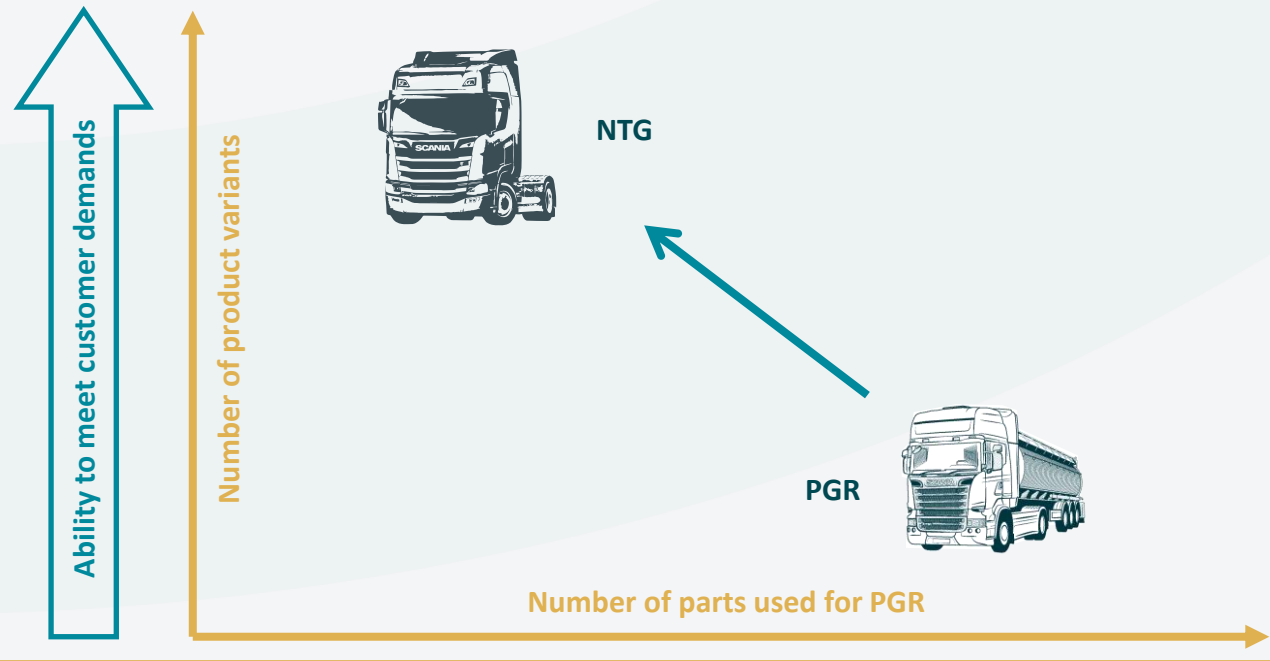 Ability to meet customer demands
Number of product variants
SCANIA
NTG
PGR
Number of parts used for PGR